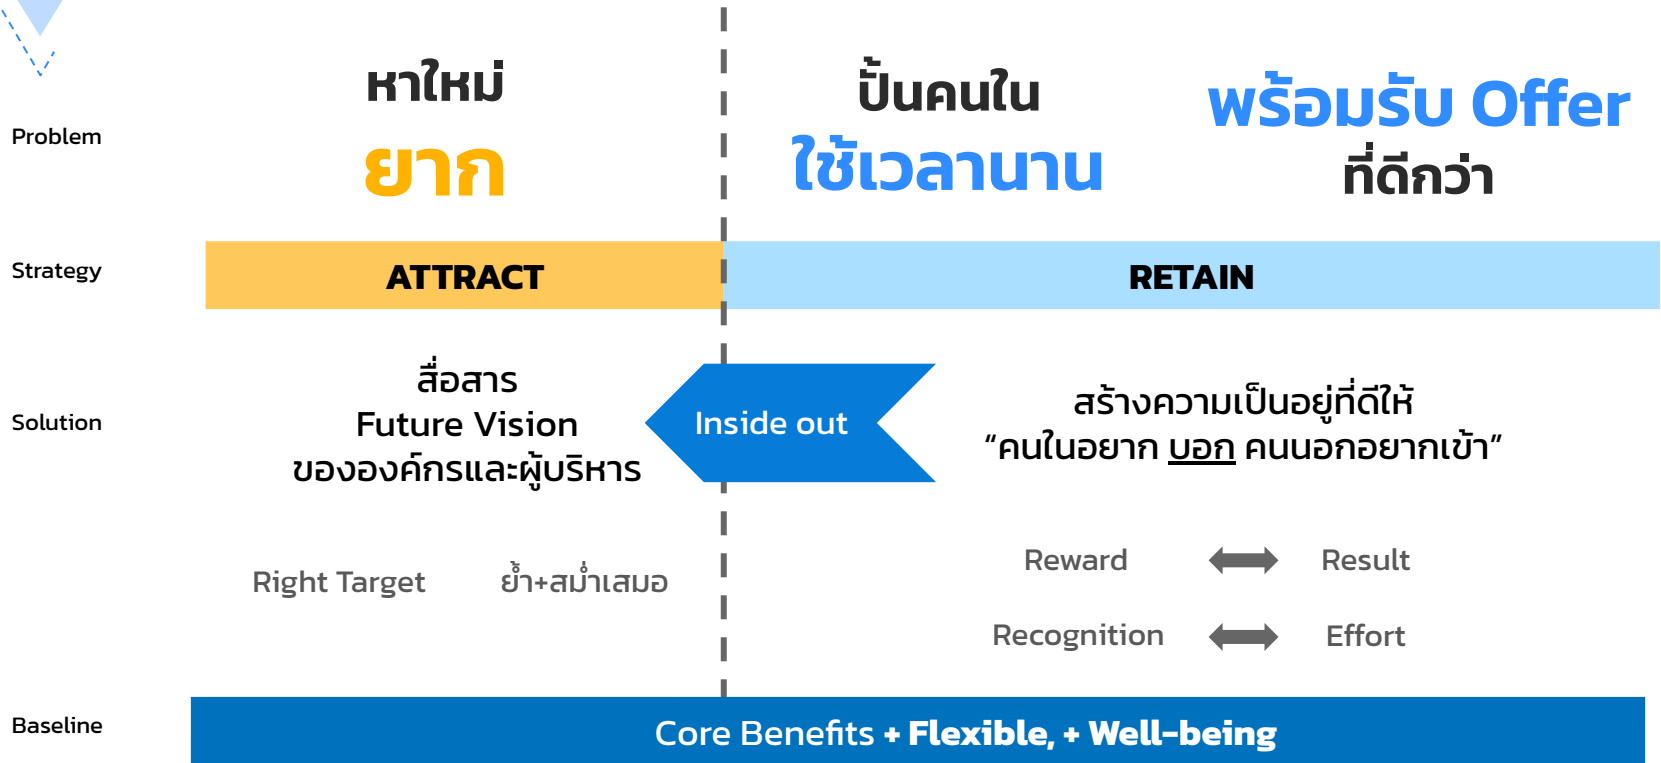 Problem
หาใหม่
ยาก
ปั้นคนใน
ใช้เวลานาน
พร้อมรับ Offer
ที่ดีกว่า
Strategy
ATTRACT
RETAIN
Solution
สื่อสาร
Future Vision
ขององค์กรและผู้บริหาร
Inside out
สร้างความเป็นอยู่ที่ดีให้
“คนในอยาก บอก คนนอกอยากเข้า”
Right Target
ย้ำ+สม่ำเสมอ
Reward
Result
Recognition
Effort
Baseline
Core Benefits + Flexible, + Well-being